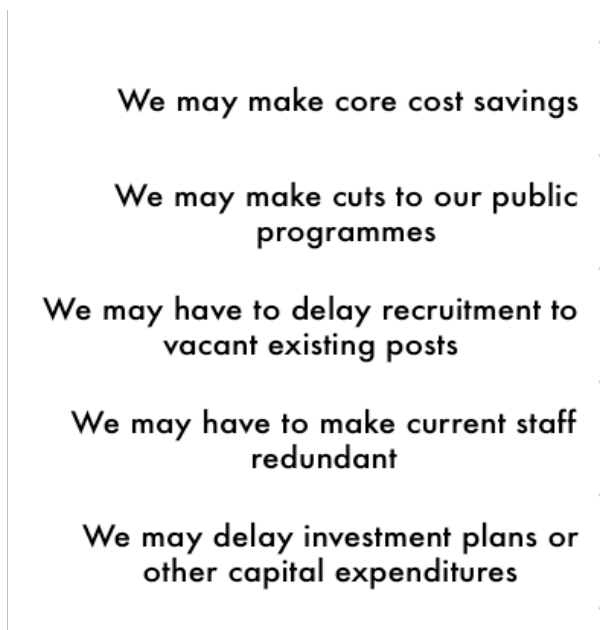 We may make core cost savings
We may make cuts to our public
programmes
We may have to delay recruitment to
vacant existing posts
We may have to make current staff
redundant
We may delay investment plans or
other capital expenditures